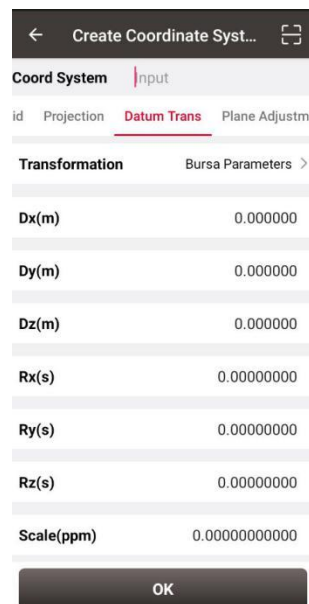 Create Coordinate Syst...
Coord System Input
id Projection Datum Trans Plane Adjustm
Transformation Bursa Parameters >
Dx(m) 0.000000
Dy(m) 0.000000
Dz(m) 0.000000
Rx(s) 0.00000000
Ry(s) 0.00000000
Rz(s) 0.00000000
Scale(ppm) 0.00000000000
OK